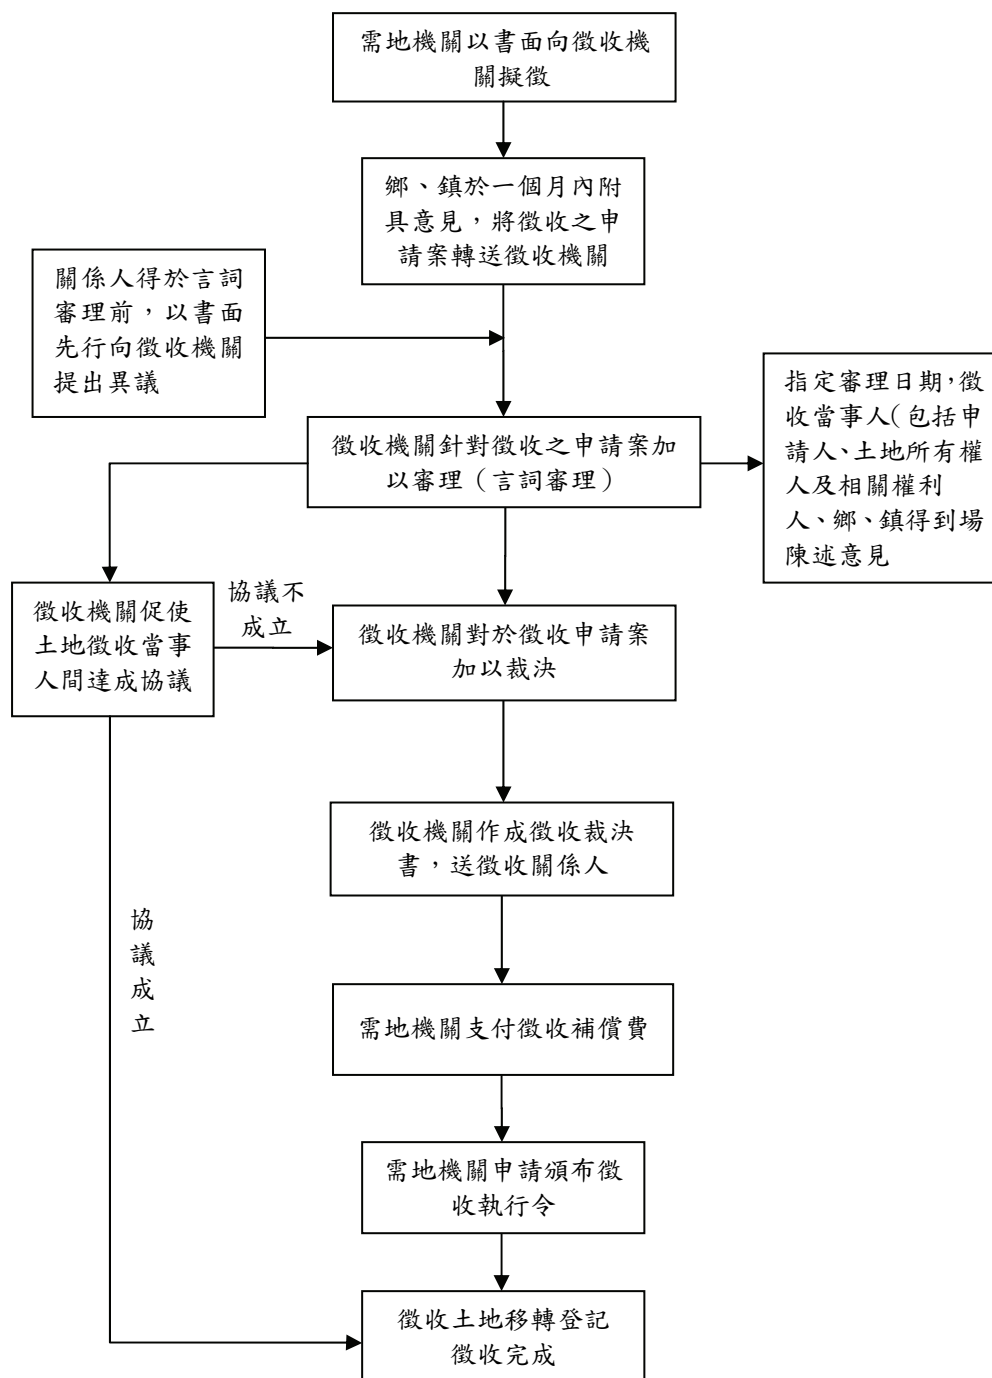 需地機關以書面向徵收機
關擬徵
鄉、鎮於一個月內附
具意見，將徵收之申
請案轉送徵收機關
關係人得於言詞
審理前，以書面
先行向徵收機關
提出異議
指定審理日期，徵
收當事人(包括申
請人、土地所有權
人及相關權利
人、鄉、鎮得到場
陳述意見
徵收機關針對徵收之申請案加
以審理（言詞審理）
徵收機關促使
土地徵收當事
人間達成協議
協議不
成立
徵收機關對於徵收申請案
加以裁決
徵收機關作成徵收裁決
書，送徵收關係人
協
議
成
立
需地機關支付徵收補償費
需地機關申請頒布徵
收執行令
徵收土地移轉登記
徵收完成